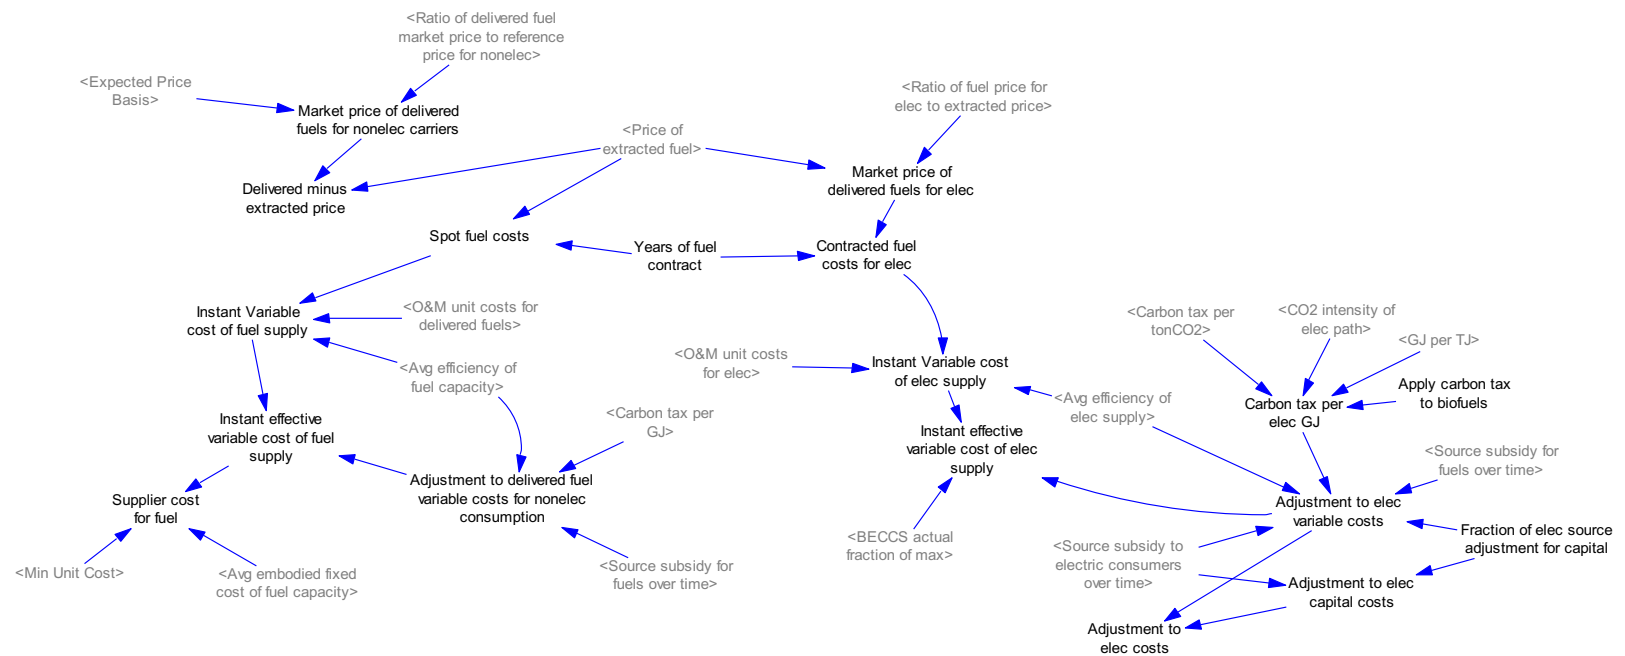 <Ratio of delivered fuel
market price to reference
price for nonelec>
<Expected Price
Basis>
Market price of delivered
fuels for nonelec carriers
<Ratio of fuel price for
elec to extracted price>
<Price of
extracted fuel>
Delivered minus
extracted price
Market price of
delivered fuels for elec
Spot fuel costs
Years of fuel
contract
Contracted fuel
costs for elec
Instant Variable
cost of fuel supply
<O&M unit costs for
delivered fuels>
<Avg efficiency of
fuel capacity>
<O&M unit costs
for elec>
Instant Variable cost
of elec supply
<Carbon tax per
tonCO2>
<CO2 intensity of
elec path>
<GJ per TJ>
Apply carbon tax
to biofuels
Carbon tax per
elec GJ
<Avg efficiency of
elec supply>
Instant effective
variable cost of fuel
supply
<Carbon tax per
GJ>
Instant effective
variable cost of elec
supply
<Source subsidy for
fuels over time>
Adjustment to delivered fuel
variable costs for nonelec
consumption
Supplier cost
for fuel
Adjustment to elec
variable costs
Fraction of elec source
adjustment for capital
<BECCS actual
fraction of max>
<Source subsidy to
electric consumers
over time>
<Min Unit Cost>
<Avg embodied fixed
cost of fuel capacity>
<Source subsidy for
fuels over time>
Adjustment to elec
capital costs
Adjustment to
elec costs